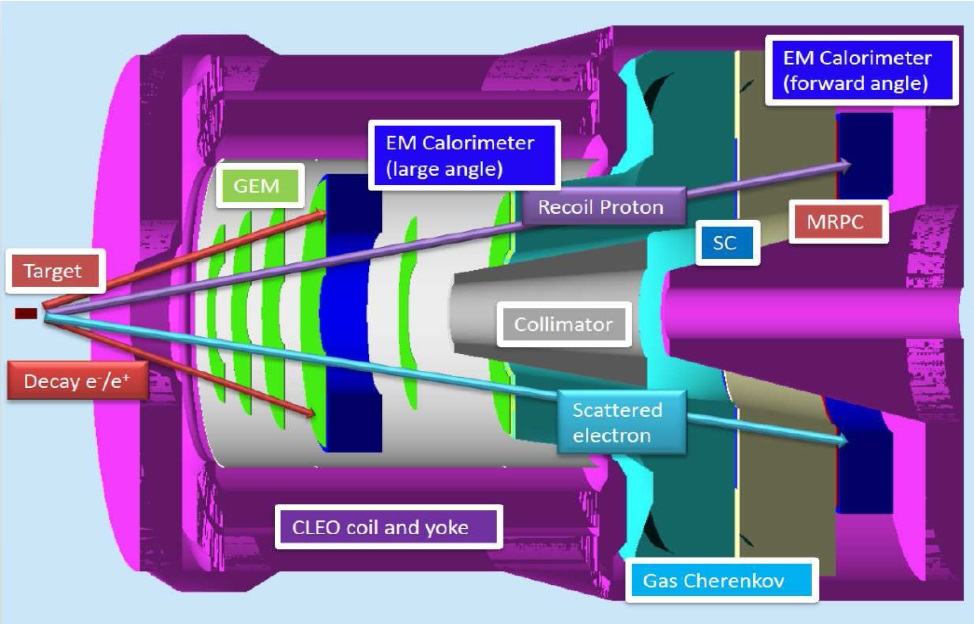 EM Calorimeter
(forward angle)
EM Calorimeter
(large angle)
GEM
Recoil Proton
MRPC
SC
Target
Collimator
Decay e⁻/e⁺
Scattered
electron
CLEO coil and yoke
Gas Cherenkov